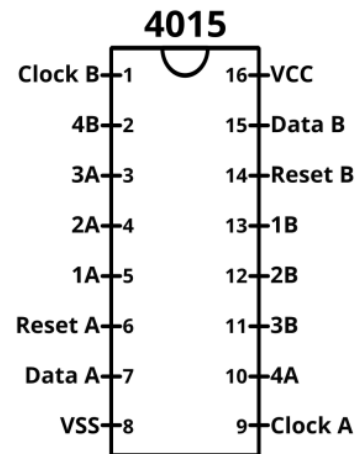 4015
Clock B 1 16 VCC
4B 2 15 Data B
3A 3 14 Reset B
2A 4 13 1B
1A 5 12 2B
Reset A 6 11 3B
Data A 7 10 4A
VSS 8 9 Clock A